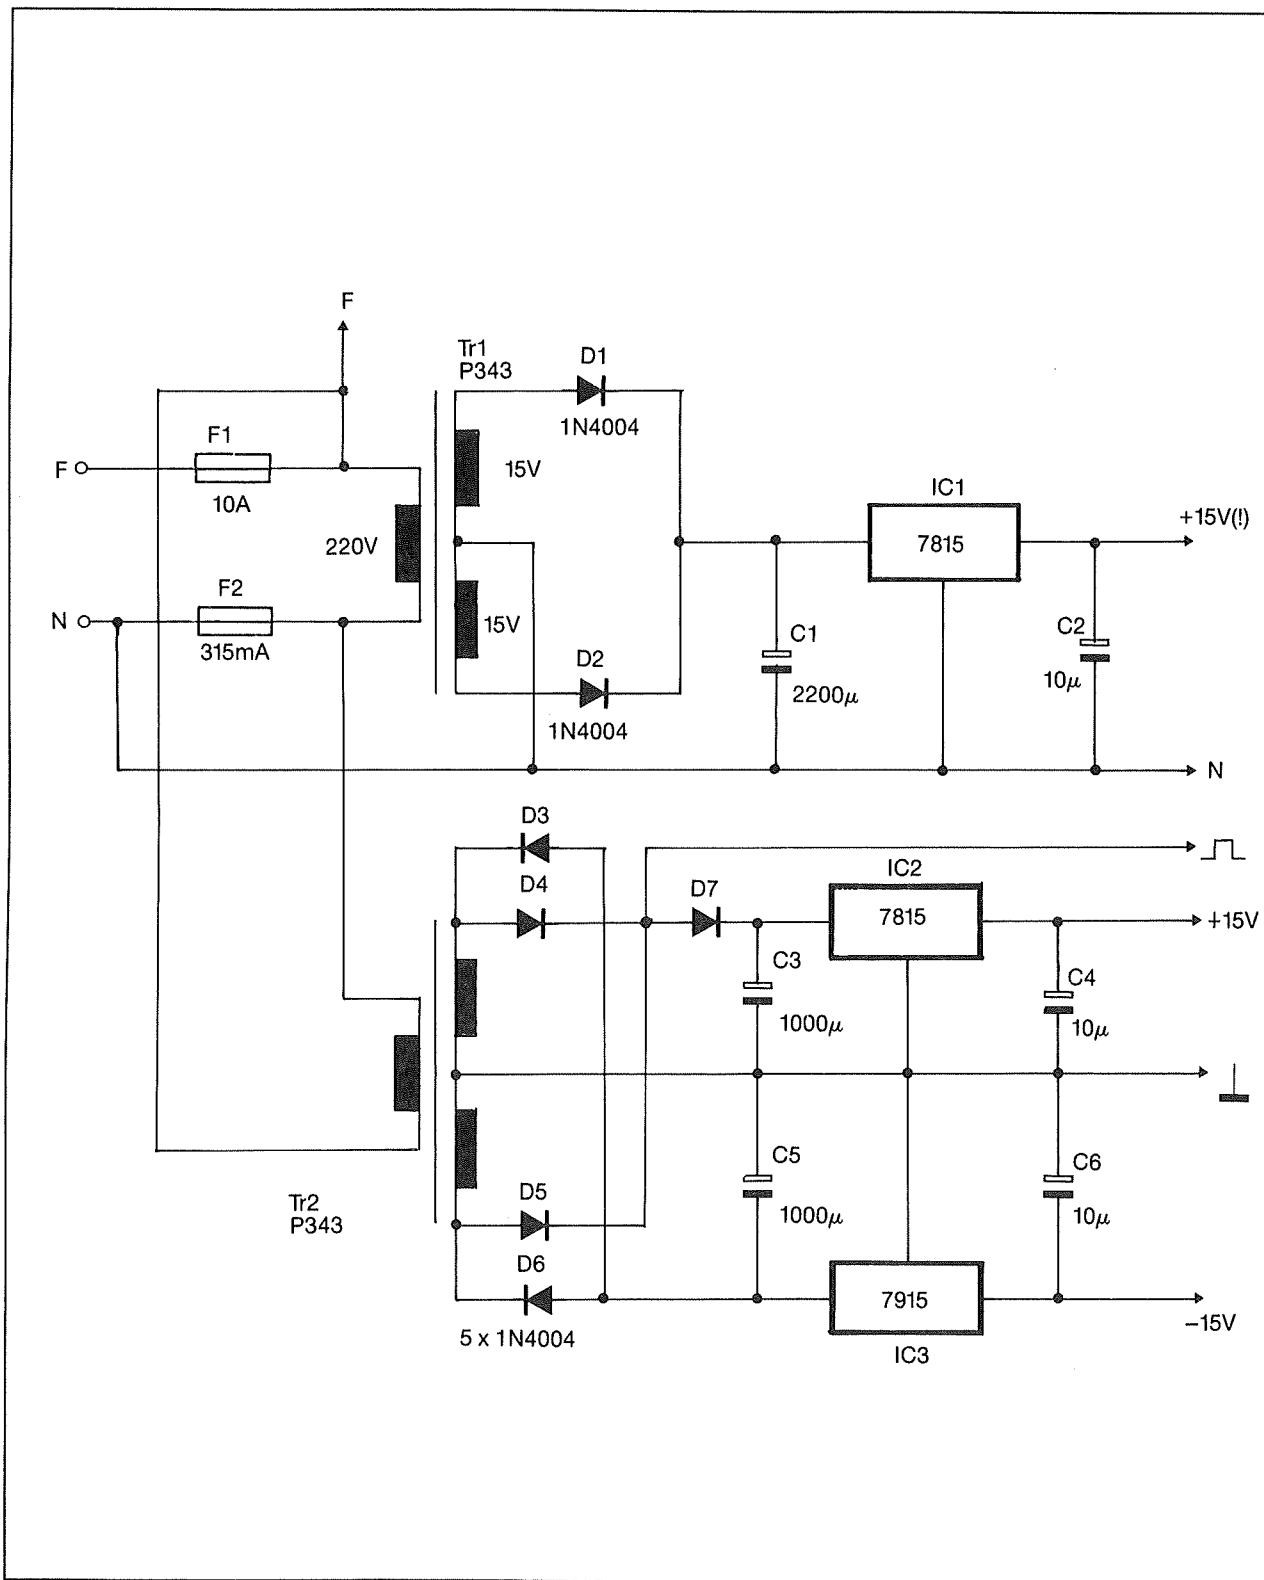 F
Tr1
P343
D1
1N4004
F1
F
10A
15V
IC1
7815
+15V(!)
220V
F2
N
315mA
15V
D2
1N4004
C1
2200μ
C2
10μ
N
D3
D4
D7
IC2
7815
+15V
C3
1000μ
C4
10μ
C5
1000μ
C6
10μ
Tr2
P343
D5
D6
5 x 1N4004
7915
IC3
–15V